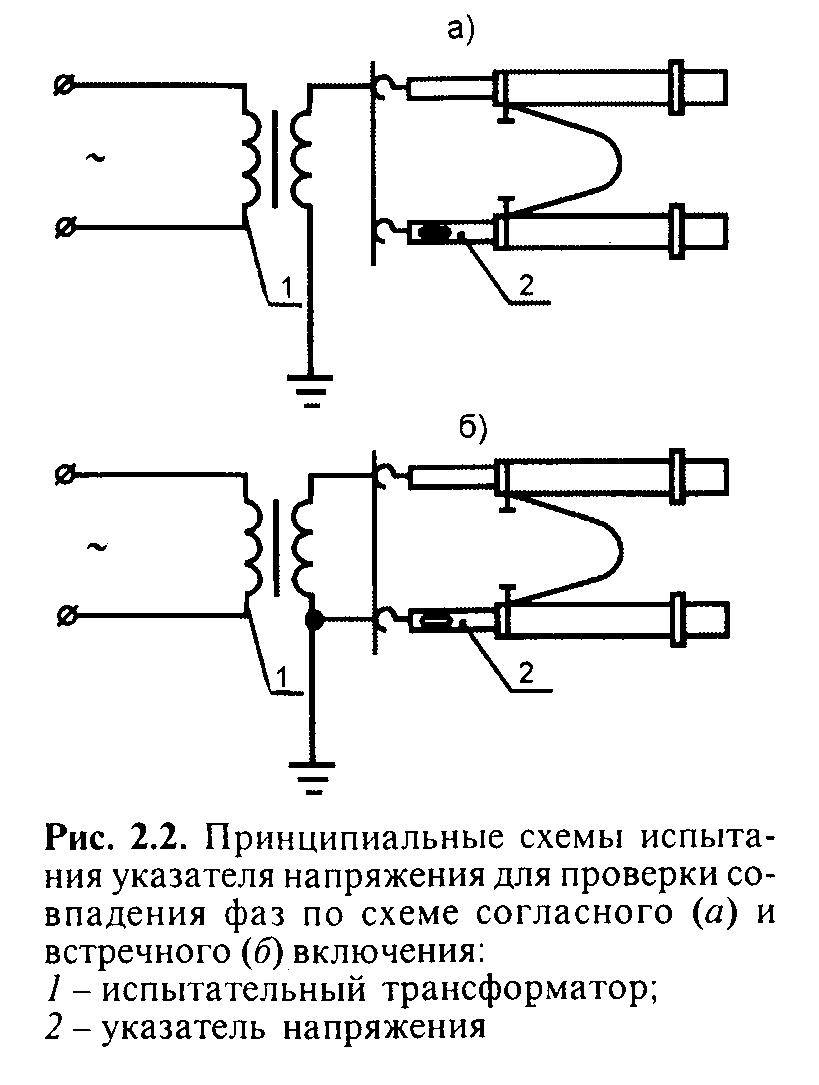 а)
~
1
2
б)
~
1
2
Рис. 2.2. Принципиальные схемы испыта-
ния указателя напряжения для проверки со-
впадения фаз по схеме согласного (а) и
встречного (б) включения:
1 – испытательный трансформатор;
2 – указатель напряжения